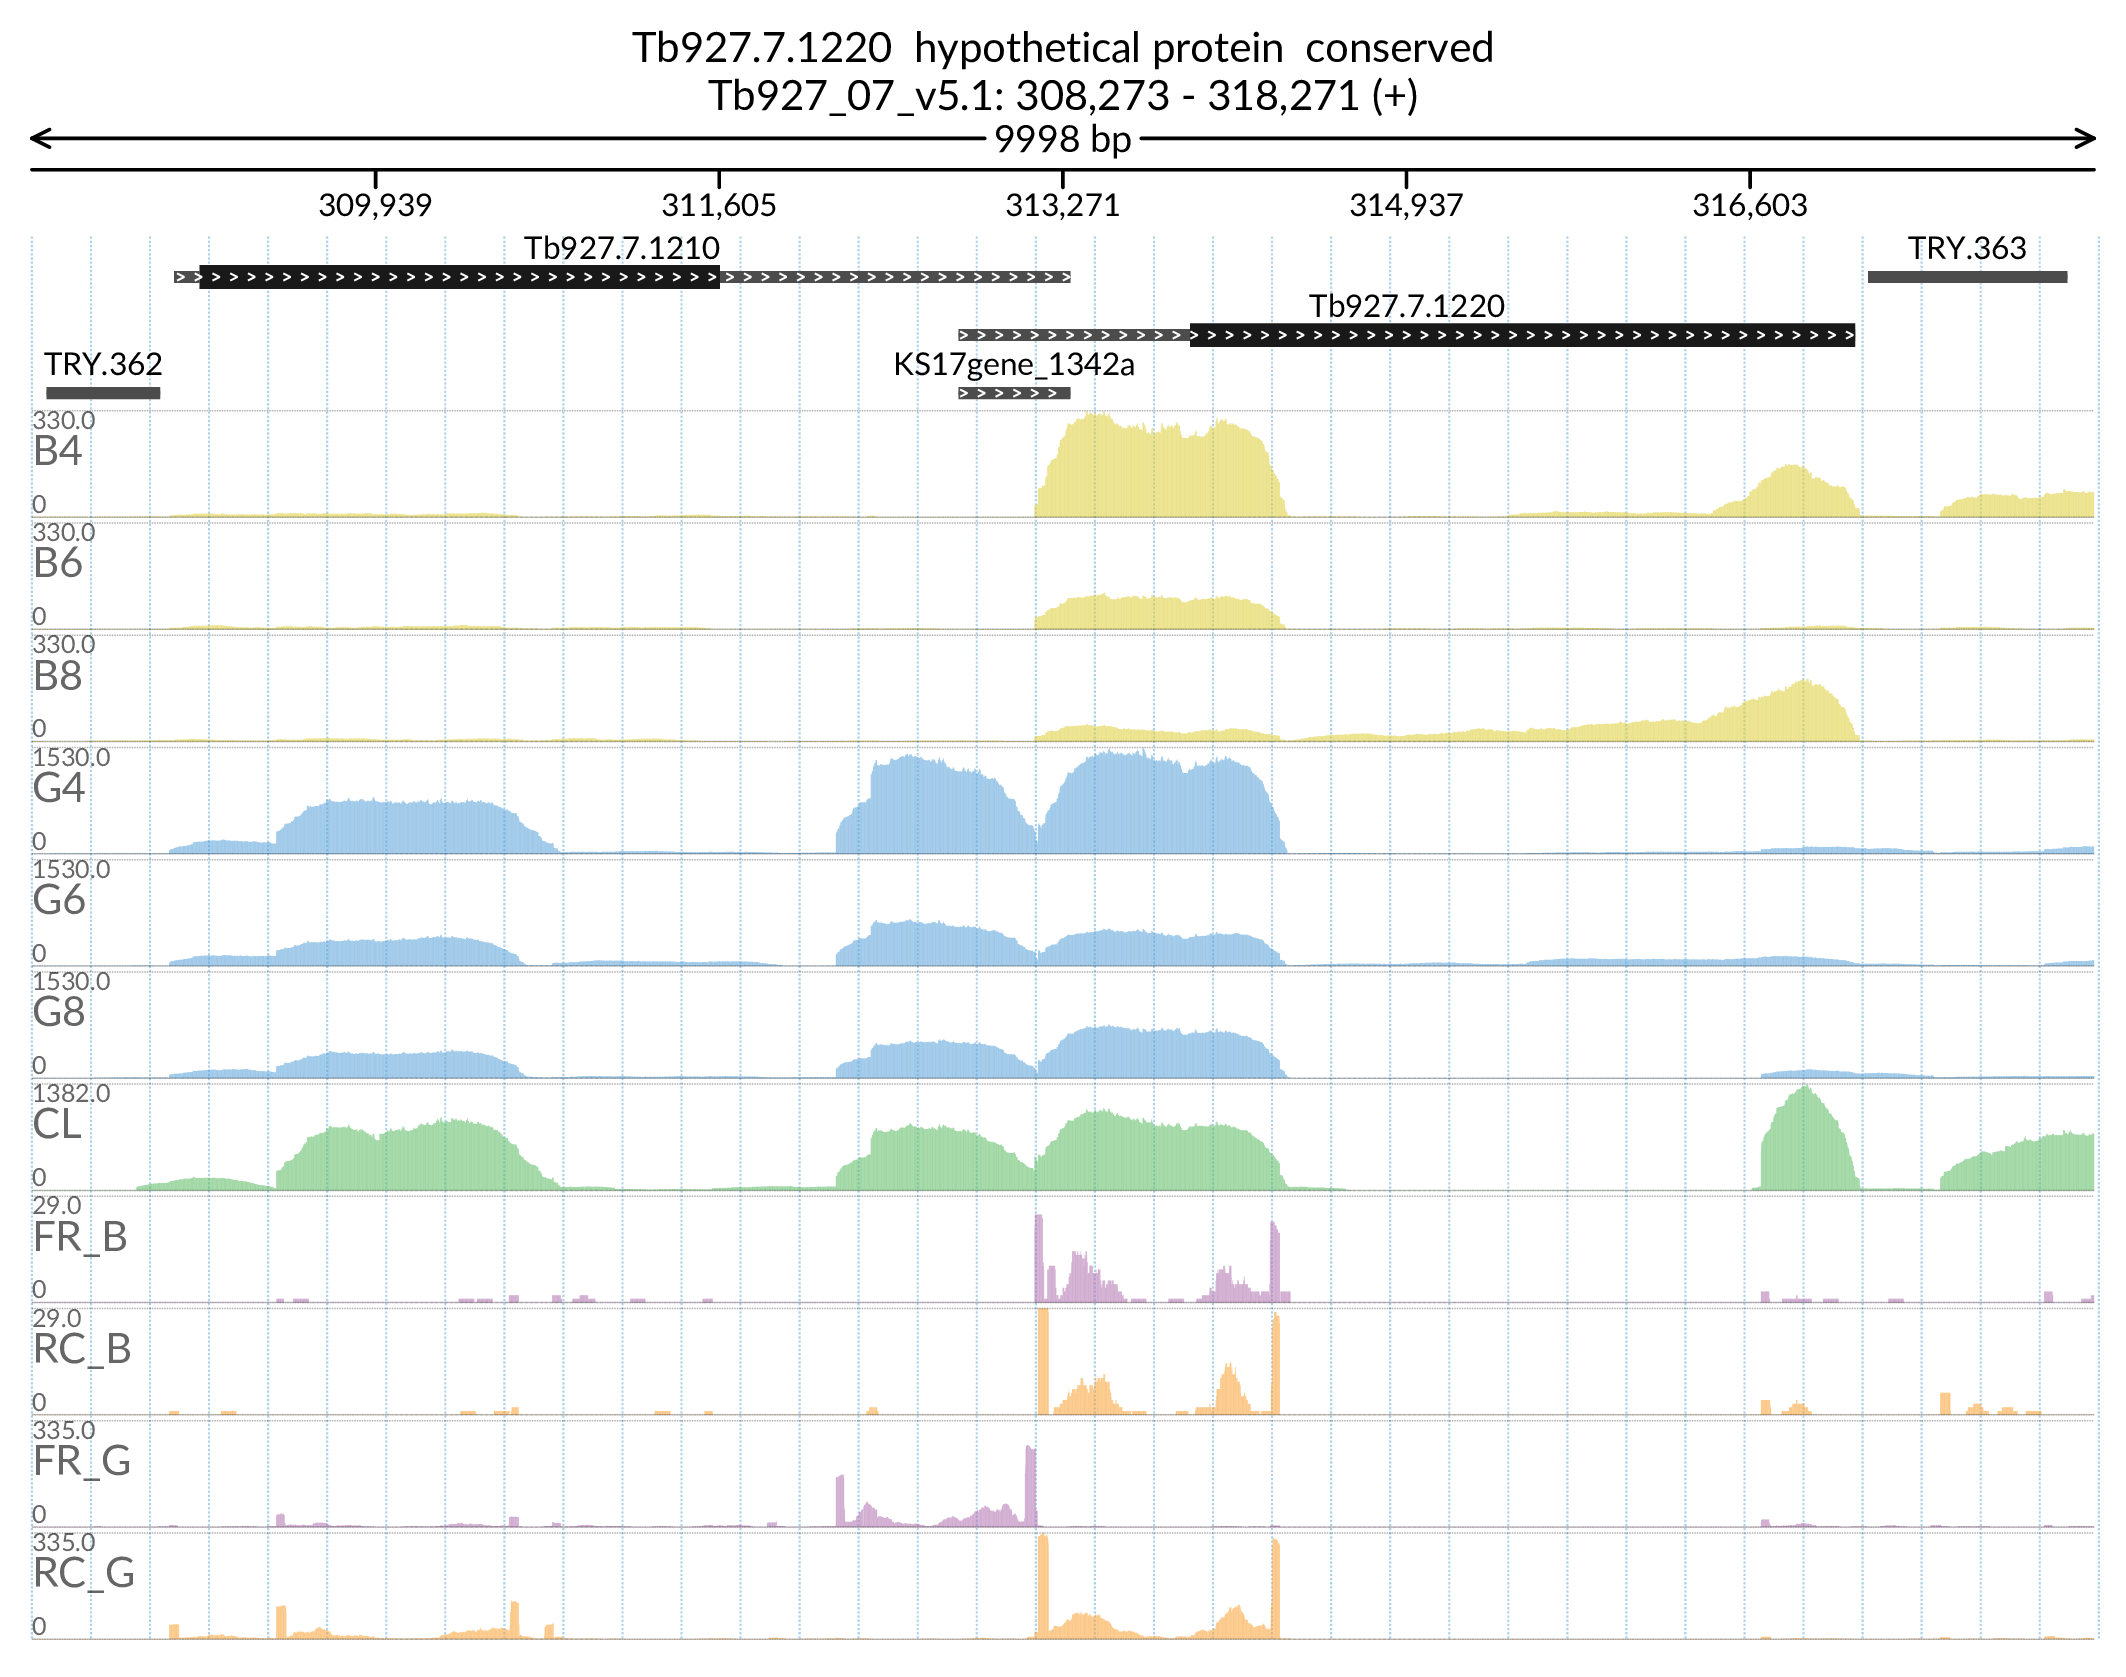 Tb927.7.1220  hypothetical protein  conserved
Tb927_07_v5.1: 308,273 - 318,271 (+)
9998 bp
309,939 311,605 313,271 314,937 316,603
Tb927.7.1210 TRY.363
Tb927.7.1220
TRY.362 KS17gene_1342a
330.0
B4
0
330.0
B6
0
330.0
B8
0
1530.0
G4
0
1530.0
G6
0
1530.0
G8
0
1382.0
CL
0
29.0
FR_B
0
29.0
RC_B
0
335.0
FR_G
0
335.0
RC_G
0